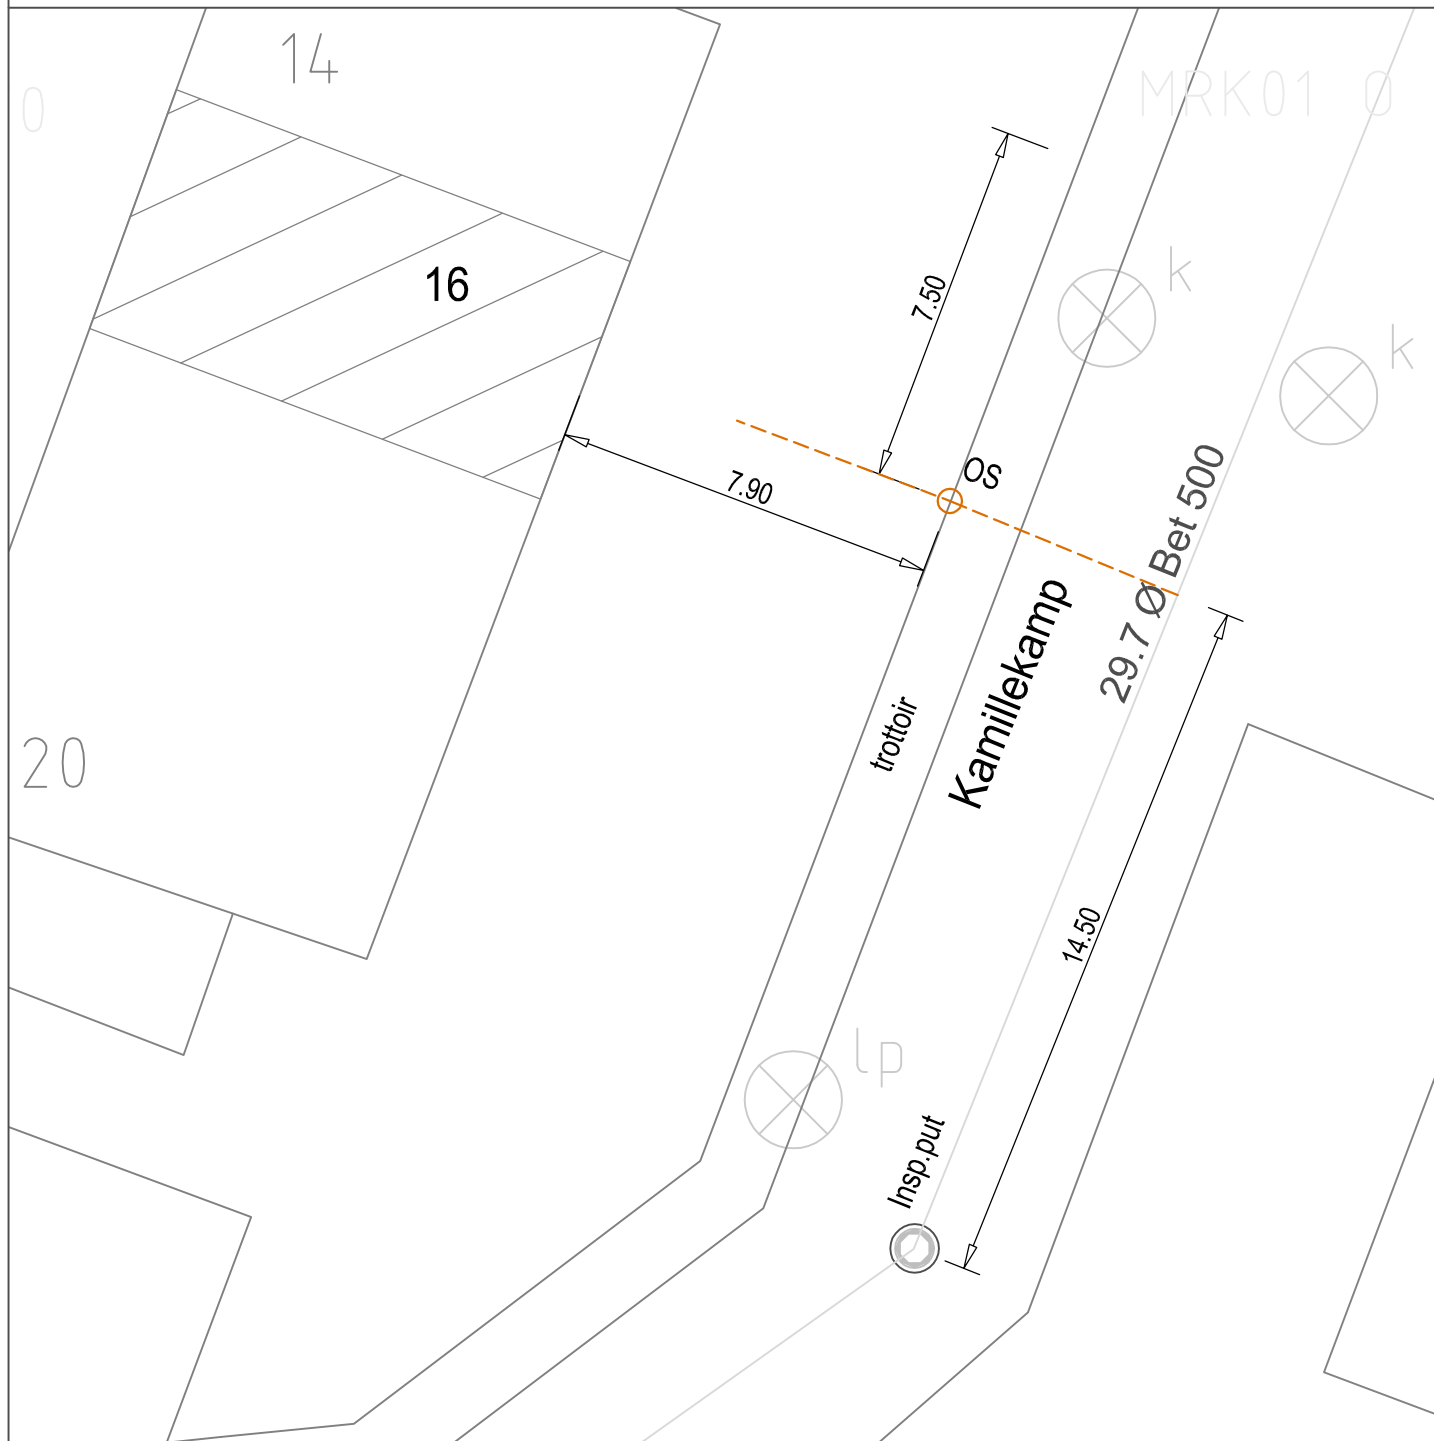 14
0
MRK01 0
k
16
7.50
k
OS
7.90
29.7 Ø Bet 500
Kamillekamp
trottoir
20
14.50
lp
Insp.put